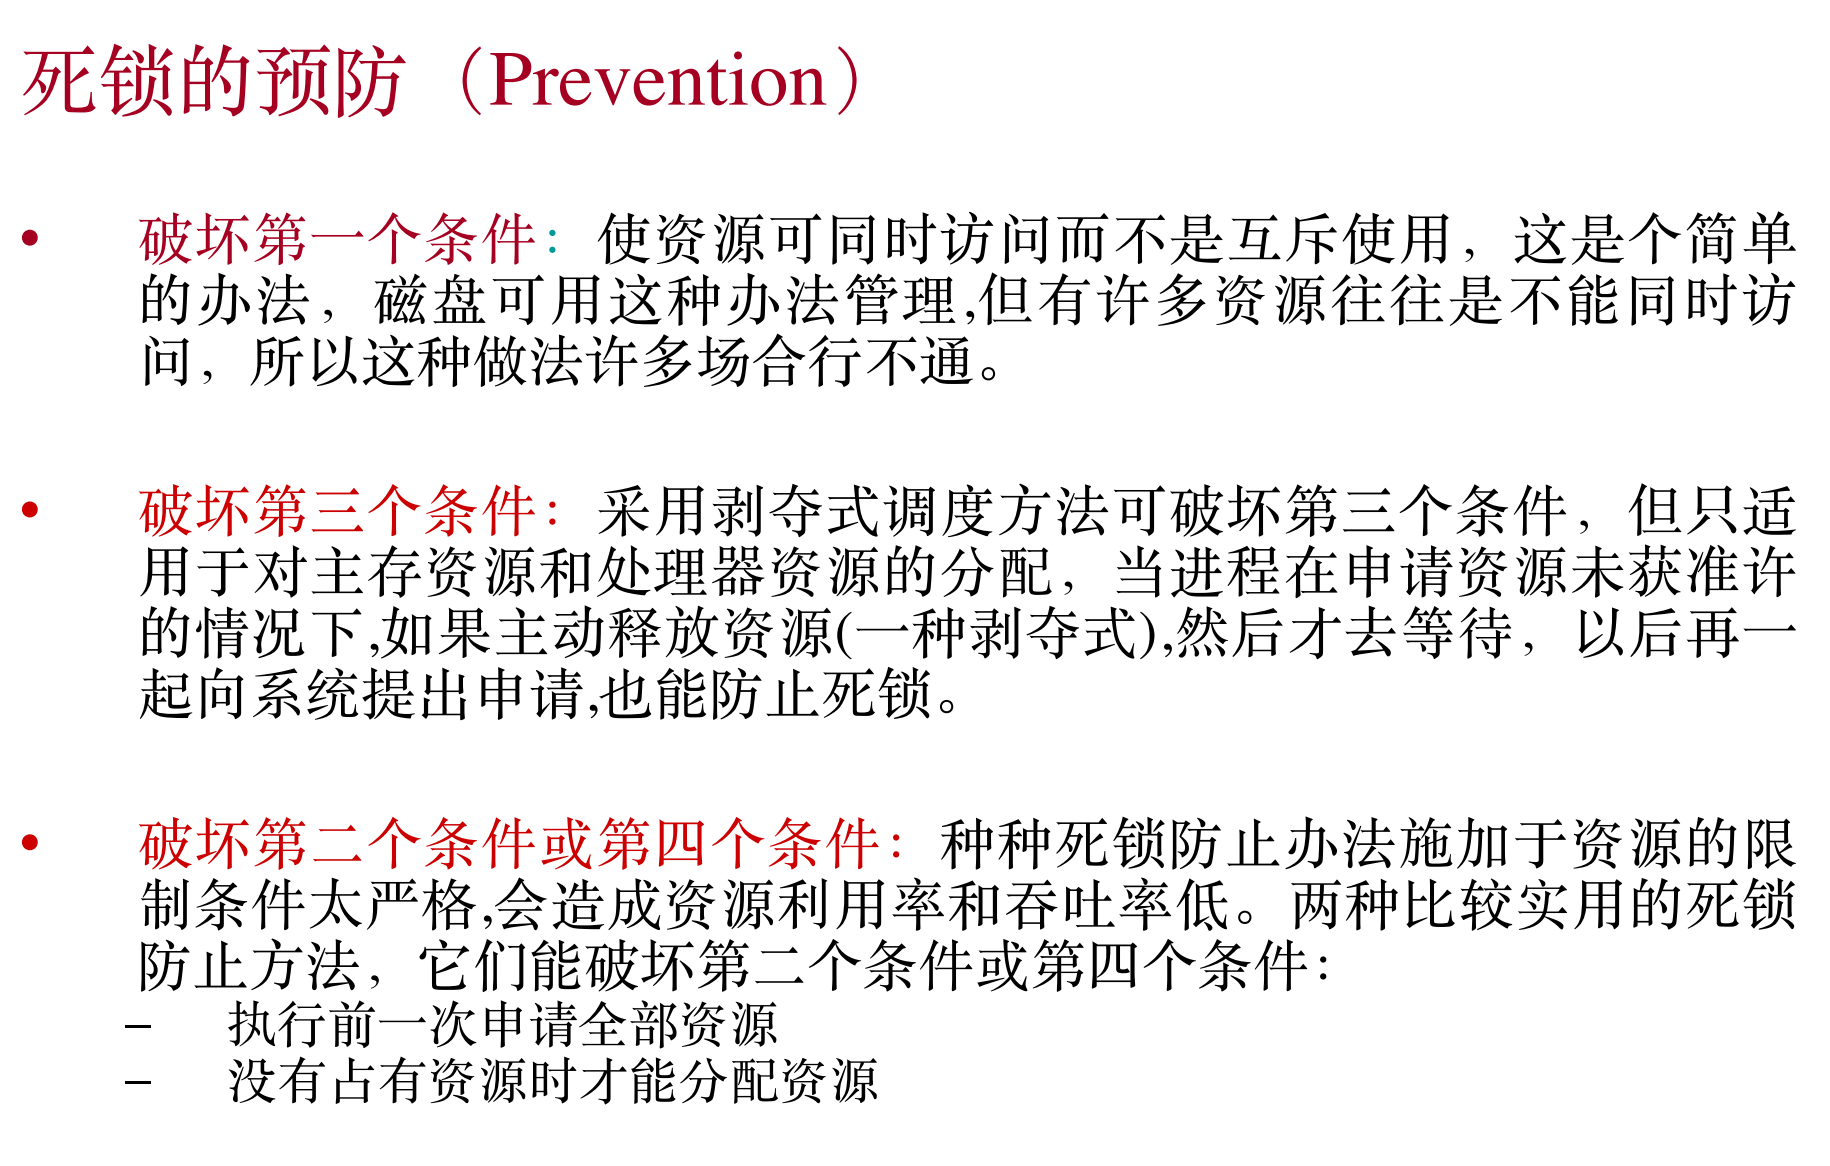 死锁的预防（Prevention）
• 破坏第一个条件：使资源可同时访问而不是互斥使用，这是个简单
的办法，磁盘可用这种办法管理,但有许多资源往往是不能同时访
问，所以这种做法许多场合行不通。
• 破坏第三个条件：采用剥夺式调度方法可破坏第三个条件，但只适
用于对主存资源和处理器资源的分配，当进程在申请资源未获准许
的情况下,如果主动释放资源(一种剥夺式),然后才去等待，以后再一
起向系统提出申请,也能防止死锁。
• 破坏第二个条件或第四个条件：种种死锁防止办法施加于资源的限
制条件太严格,会造成资源利用率和吞吐率低。两种比较实用的死锁
防止方法，它们能破坏第二个条件或第四个条件：
– 执行前一次申请全部资源
– 没有占有资源时才能分配资源